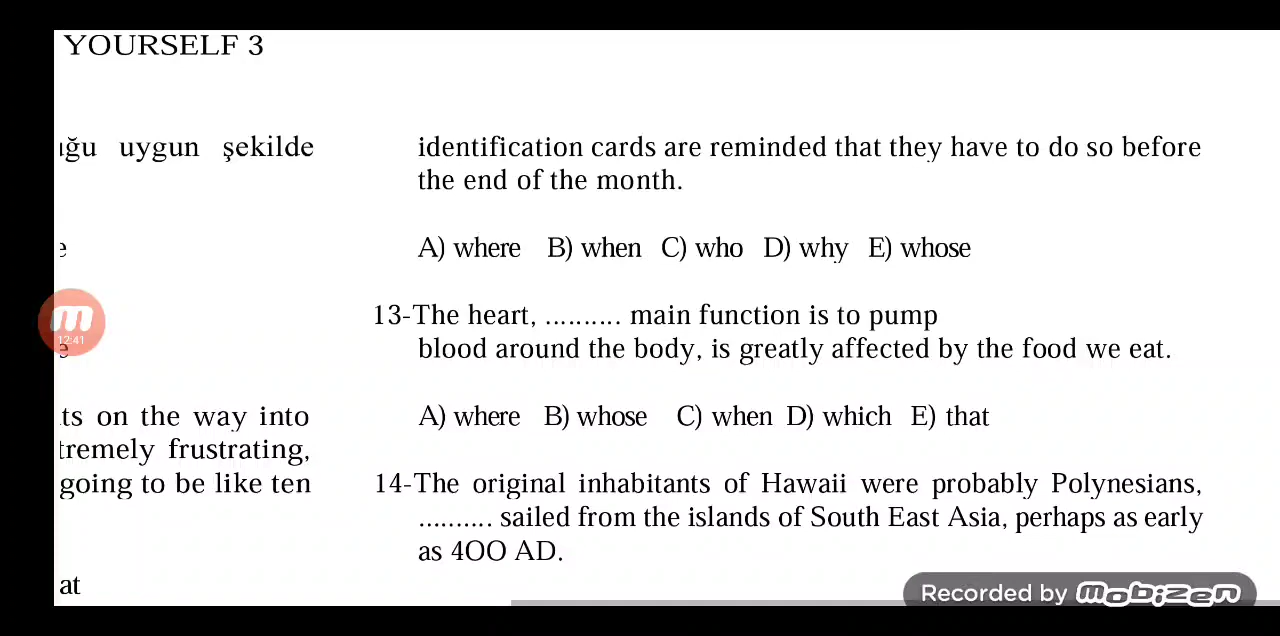 YOURSELF 3
uygun şekilde
e
e
ts on the way into
tremely frustrating,
going to be like ten
at
identification cards are reminded that they have to do so before
the end of the month.
A) where B) when C) who D) why E) whose
13-The heart, .......... main function is to pump
blood around the body, is greatly affected by the food we eat.
A) where B) whose C) when D) which E) that
14-The original inhabitants of Hawaii were probably Polynesians,
.......... sailed from the islands of South East Asia, perhaps as early
as 4OO AD.
12:41
Recorded by mobizen